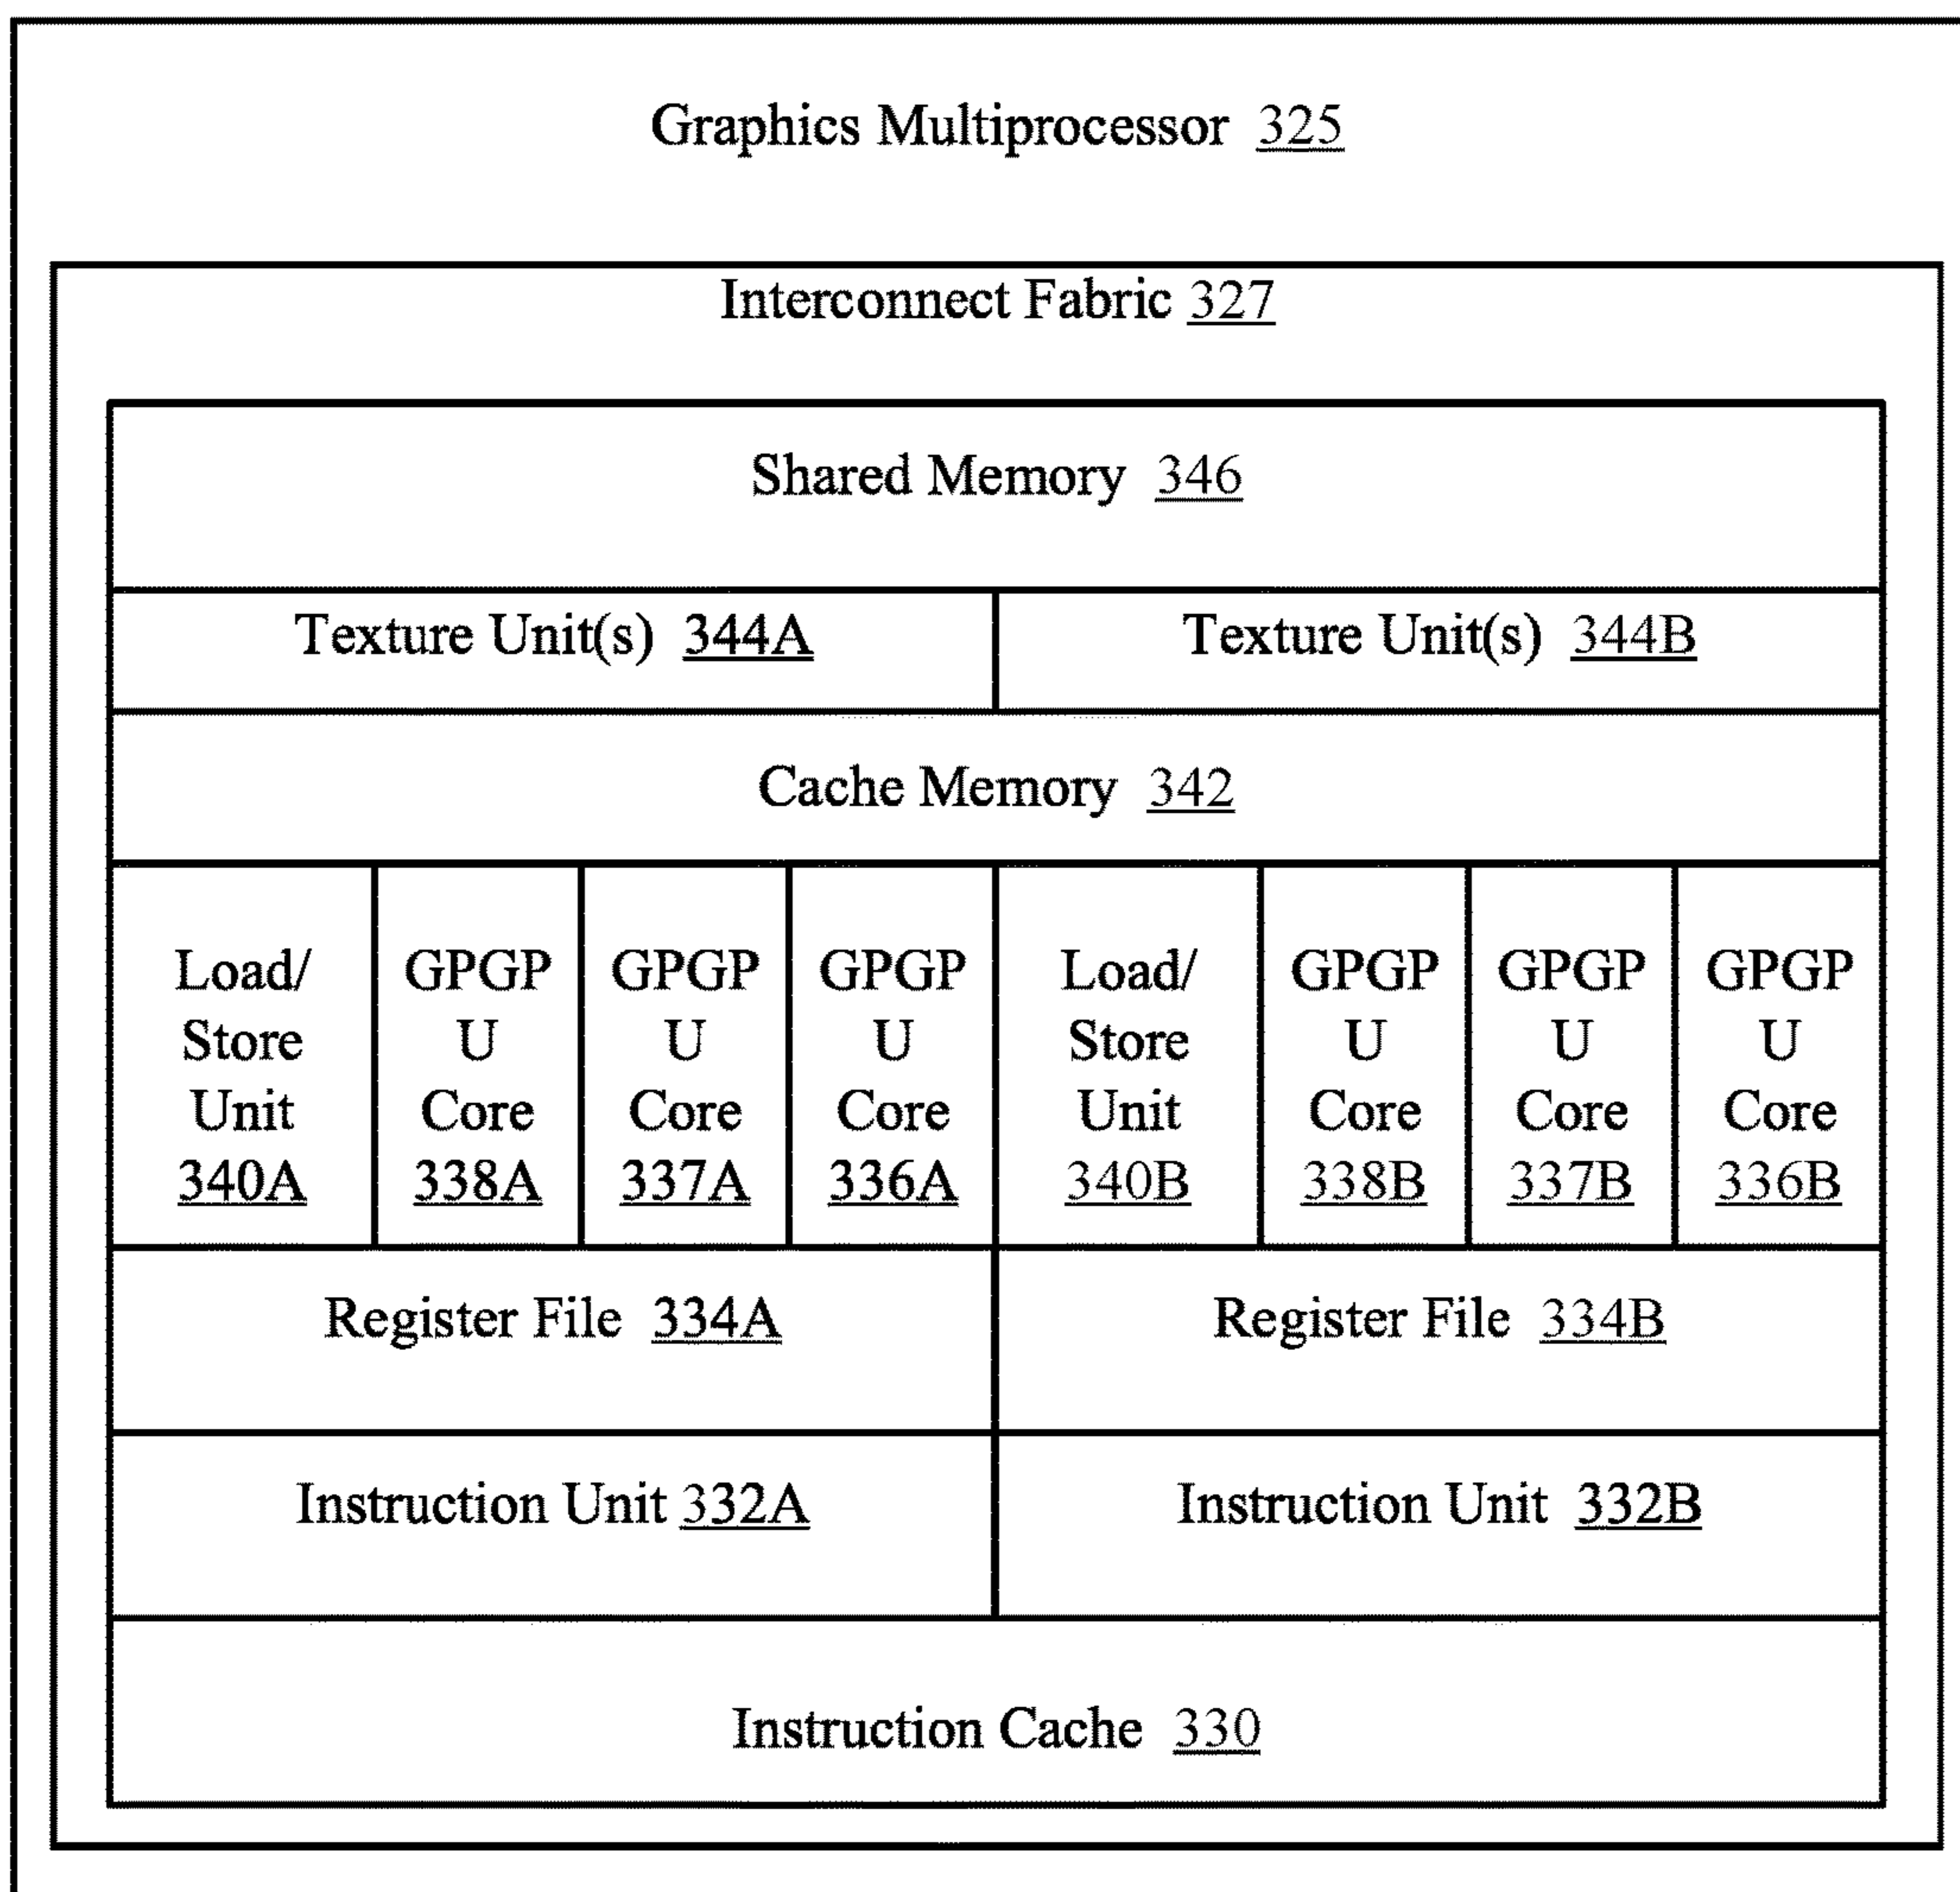 Graphics Multiprocessor 325
Interconnect Fabric 327
Shared Memory 346
Texture Unit(s) 344A
Texture Unit(s) 344B
Cache Memory 342
Load/
Store
Unit
340A
GPGP
U
Core
338A
GPGP
U
Core
337A
GPGP
U
Core
336A
Load/
Store
Unit
340B
GPGP
U
Core
338B
GPGP
U
Core
337B
GPGP
U
Core
336B
Register File 334A
Register File 334B
Instruction Unit 332A
Instruction Unit 332B
Instruction Cache 330